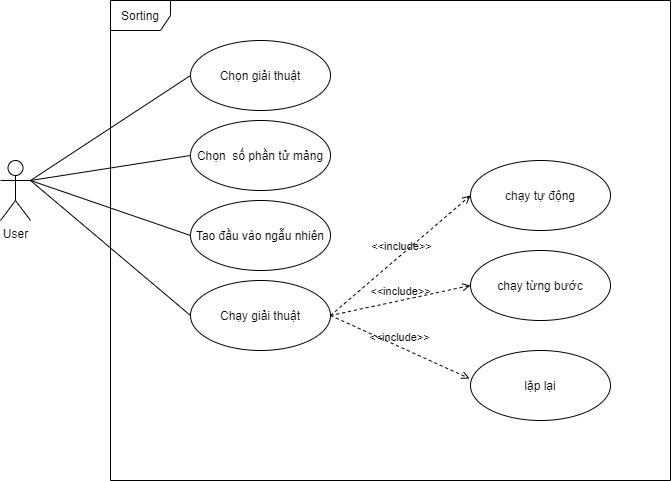 Sorting
Chọn giải thuật
Chọn số phần tử mảng
Tao đầu vào ngẫu nhiên
Chạy giải thuật
User
chạy tự động
<<include>>
chạy từng bước
<<include>>
<<include>>
lặp lại